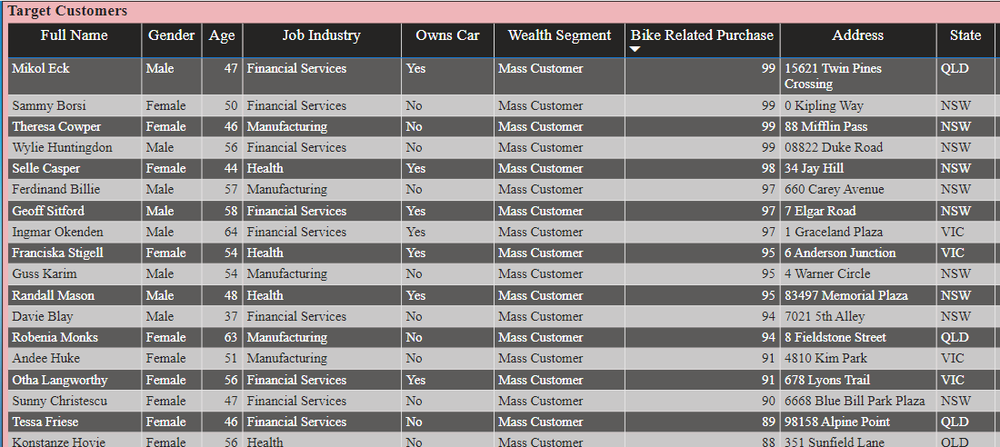 Target Customers
Full Name Gender Age Job Industry Owns Car Wealth Segment Bike Related Purchase Address State
Mikol Eck Male 47 Financial Services Yes Mass Customer 99 15621 Twin Pines QLD
Crossing
Sammy Borsi Female 50 Financial Services No Mass Customer 99 0 Kipling Way NSW
Theresa Cowper Female 46 Manufacturing No Mass Customer 99 88 Mifflin Pass NSW
Wylie Huntingdon Male 56 Financial Services No Mass Customer 99 08822 Duke Road NSW
Selle Casper Female 44 Health Yes Mass Customer 98 34 Jay Hill NSW
Ferdinand Billie Male 57 Manufacturing No Mass Customer 97 660 Carey Avenue NSW
Geoff Sitford Male 58 Financial Services Yes Mass Customer 97 7 Elgar Road NSW
Ingmar Okenden Male 64 Financial Services Yes Mass Customer 97 1 Graceland Plaza VIC
Franciska Stigell Female 54 Health Yes Mass Customer 95 6 Anderson Junction VIC
Guss Karim Male 54 Manufacturing No Mass Customer 95 4 Warner Circle NSW
Randall Mason Male 48 Health Yes Mass Customer 95 83497 Memorial Plaza NSW
Davie Blay Male 37 Financial Services No Mass Customer 94 7021 5th Alley NSW
Robenia Monks Female 63 Manufacturing No Mass Customer 94 8 Fieldstone Street QLD
Andee Huke Female 51 Manufacturing No Mass Customer 91 4810 Kim Park VIC
Otha Langworthy Female 56 Financial Services Yes Mass Customer 91 678 Lyons Trail VIC
Sunny Christescu Female 47 Financial Services No Mass Customer 90 6668 Blue Bill Park Plaza NSW
Tessa Friese Female 46 Financial Services No Mass Customer 89 98158 Alpine Point QLD
Konstanze Hovie Female 56 Health No Mass Customer 88 351 Sunfield Lane QLD